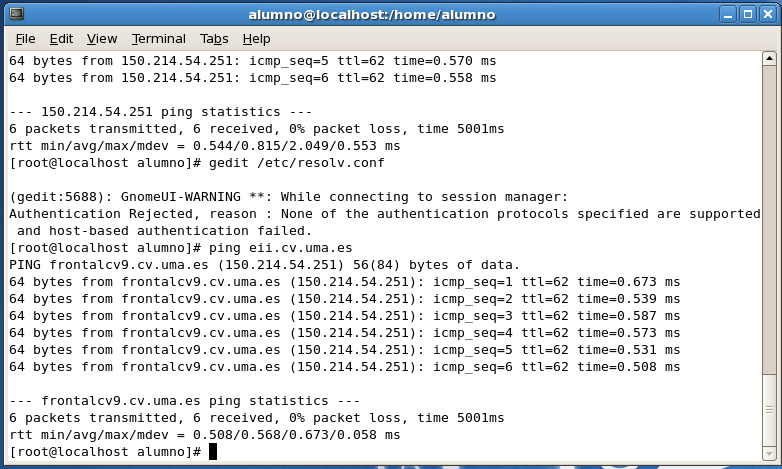 alumno@localhost:/home/alumno
File Edit View Terminal Tabs Help
64 bytes from 150.214.54.251: icmp_seq=5 ttl=62 time=0.570 ms
64 bytes from 150.214.54.251: icmp_seq=6 ttl=62 time=0.558 ms
--- 150.214.54.251 ping statistics ---
6 packets transmitted, 6 received, 0% packet loss, time 5001ms
rtt min/avg/max/mdev = 0.544/0.815/2.049/0.553 ms
[root@localhost alumno]# gedit /etc/resolv.conf
(gedit:5688): GnomeUI-WARNING **: While connecting to session manager:
Authentication Rejected, reason : None of the authentication protocols specified are supported
and host-based authentication failed.
[root@localhost alumno]# ping eii.cv.uma.es
PING frontalcv9.cv.uma.es (150.214.54.251) 56(84) bytes of data.
64 bytes from frontalcv9.cv.uma.es (150.214.54.251): icmp_seq=1 ttl=62 time=0.673 ms
64 bytes from frontalcv9.cv.uma.es (150.214.54.251): icmp_seq=2 ttl=62 time=0.539 ms
64 bytes from frontalcv9.cv.uma.es (150.214.54.251): icmp_seq=3 ttl=62 time=0.587 ms
64 bytes from frontalcv9.cv.uma.es (150.214.54.251): icmp_seq=4 ttl=62 time=0.573 ms
64 bytes from frontalcv9.cv.uma.es (150.214.54.251): icmp_seq=5 ttl=62 time=0.531 ms
64 bytes from frontalcv9.cv.uma.es (150.214.54.251): icmp_seq=6 ttl=62 time=0.508 ms
--- frontalcv9.cv.uma.es ping statistics ---
6 packets transmitted, 6 received, 0% packet loss, time 5001ms
rtt min/avg/max/mdev = 0.508/0.568/0.673/0.058 ms
[root@localhost alumno]#